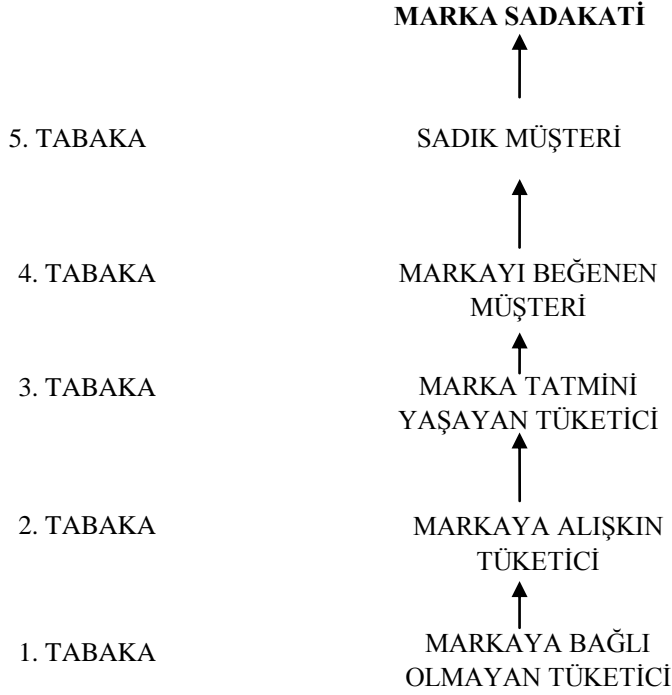 MARKA SADAKATİ
5. TABAKA SADIK MÜŞTERİ
4. TABAKA MARKAYI BEĞENEN
MÜŞTERİ
3. TABAKA MARKA TATMİNİ
YAŞAYAN TÜKETİCİ
2. TABAKA MARKAYA ALIŞKIN
TÜKETİCİ
1. TABAKA MARKAYA BAĞLI
OLMAYAN TÜKETİCİ